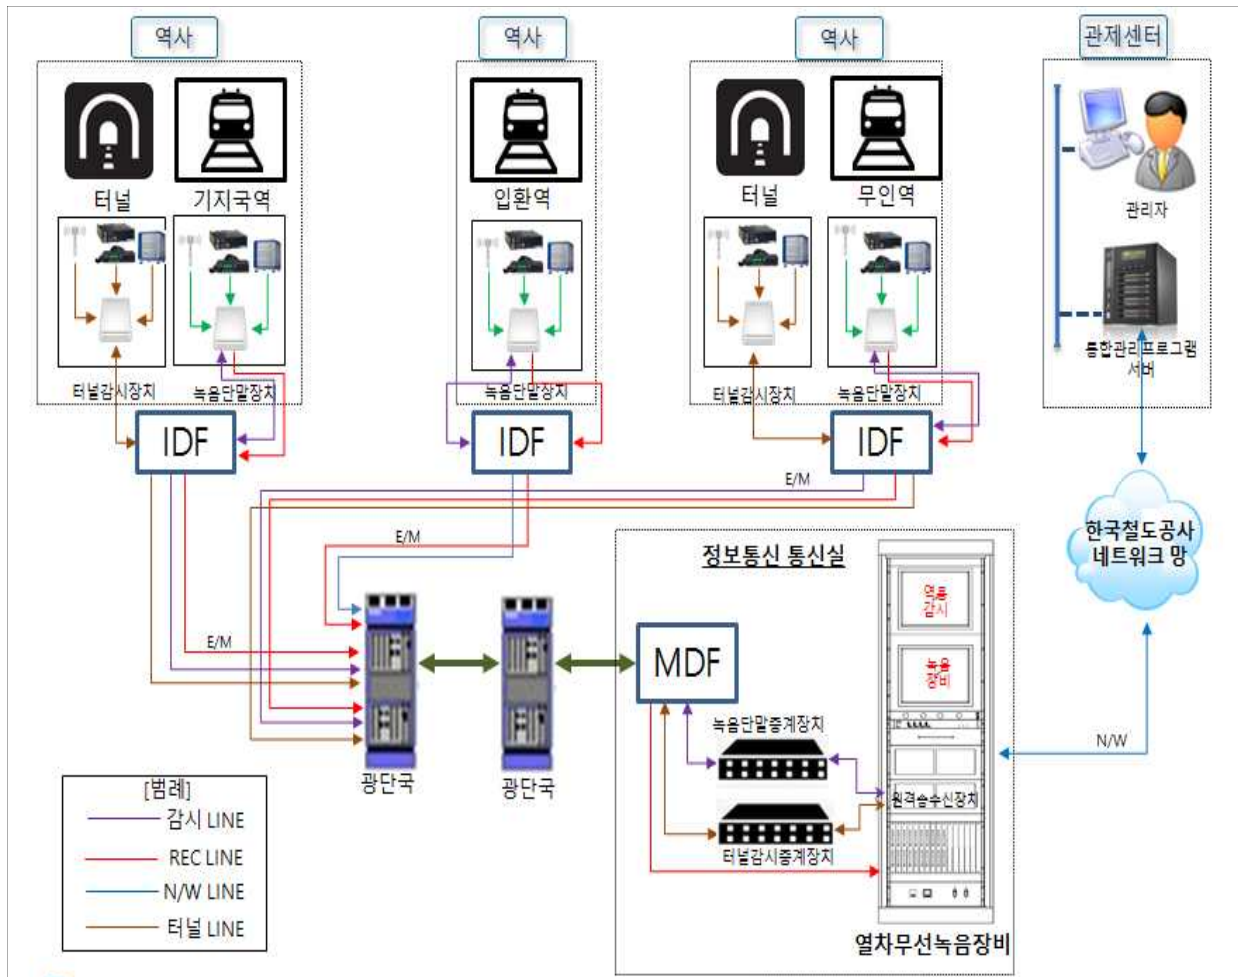 역사
역사
역사
관제센터
터널
기지국역
입환역
터널
무인역
관리자
통합관리프로그램
서버
터널감시장치
녹음단말장치
녹음단말장치
터널감시장치
녹음단말장치
IDF
IDF
IDF
E/M
E/M
E/M
한국철도공사
네트워크 망
정보통신 통신실
역통
감시
녹음
장비
MDF
녹음단말중계장치
원격송수신장치
터널감시중계장치
N/W
광단국
광단국
열차무선녹음장비
[범례]
감시 LINE
REC LINE
N/W LINE
터널 LINE